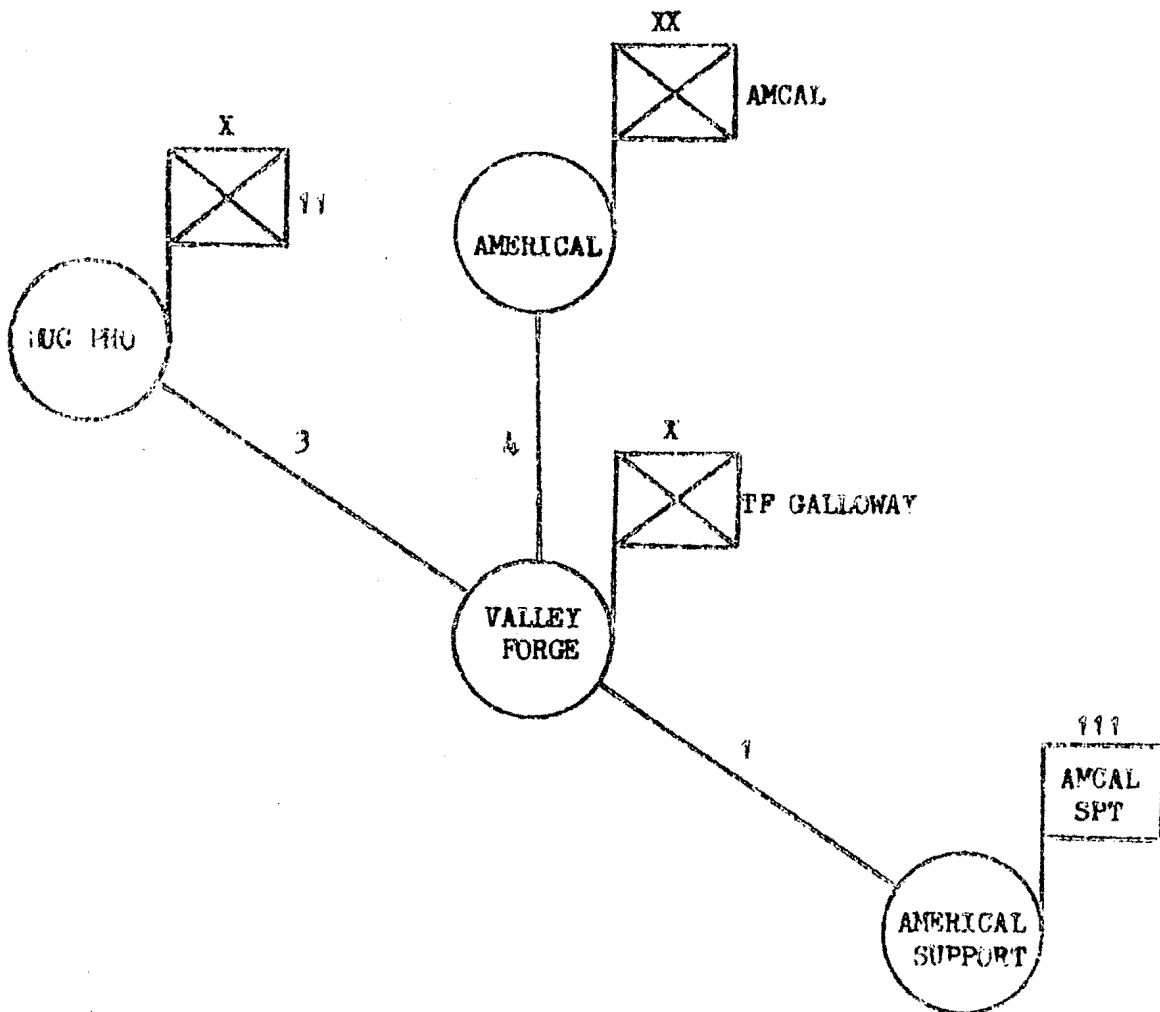 XX
AMCAL
X
11
AMERICAL
3
4
X
TF GALLOWAY
VALLEY
FORGE
1
111
AMCAL
SPT
AMERICAL
SUPPORT